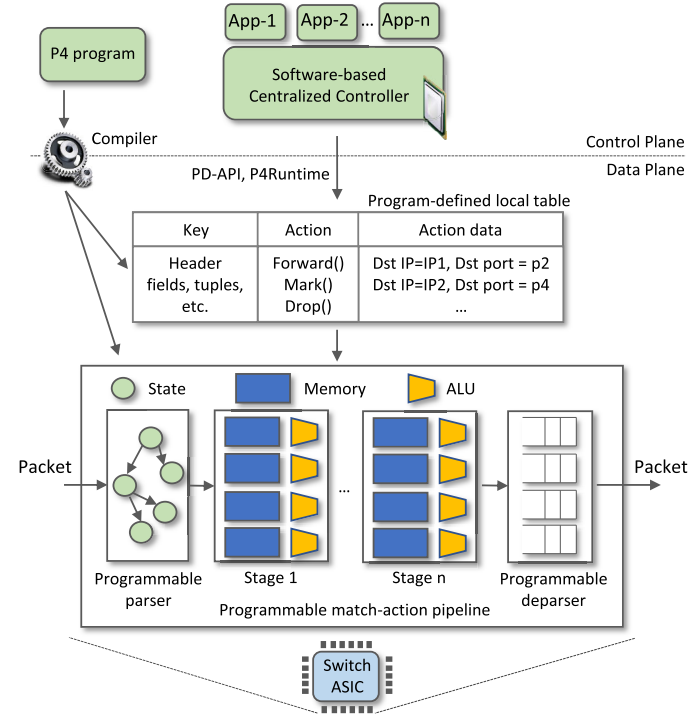 App-1
App-2
...
App-n
P4 program
Software-based
Centralized Controller
Compiler
Control Plane
Data Plane
PD-API, P4Runtime
Program-defined local table
Key
Action
Action data
Header
fields, tuples,
etc.
Forward()
Mark()
Drop()
Dst IP=IP1, Dst port = p2
Dst IP=IP2, Dst port = p4
...
State
Memory
ALU
Packet
...
Packet
Programmable
parser
Stage 1
Stage n
Programmable
deparser
Programmable match-action pipeline
Switch
ASIC